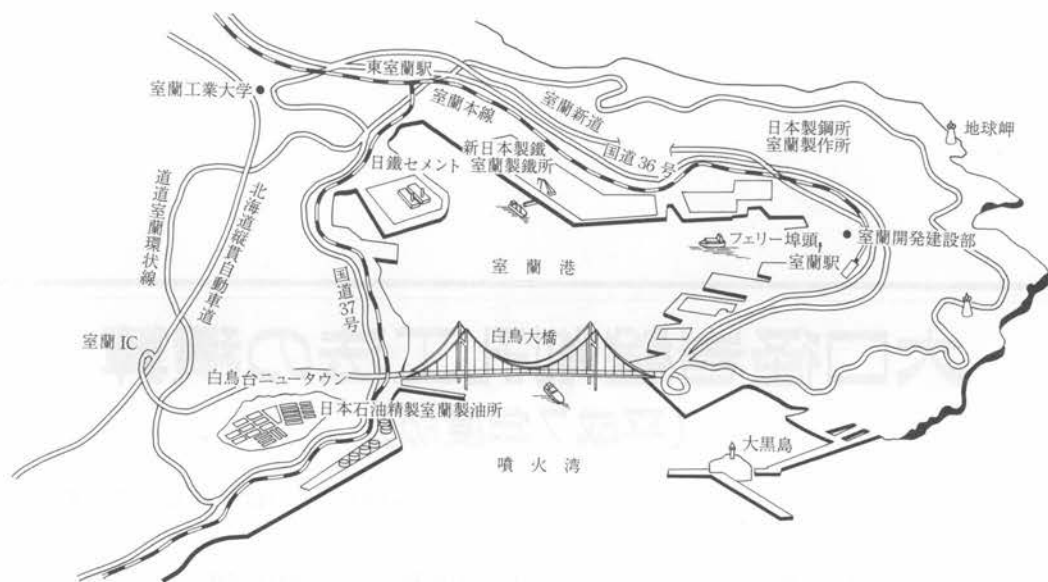 東室蘭駅
室蘭工業大学
室蘭本線
室蘭新道
国道36号
日本製鋼所
室蘭製作所
地球岬
新日本製鐵
室蘭製鐵所
日鐵セメント
道道室蘭環状線
北海道縦貫自動車道
国道37号
室蘭港
フェリー埠頭
室蘭開発建設部
室蘭駅
室蘭IC
白鳥大橋
白鳥台ニュータウン
日本石油精製室蘭製油所
大黒島
噴火湾